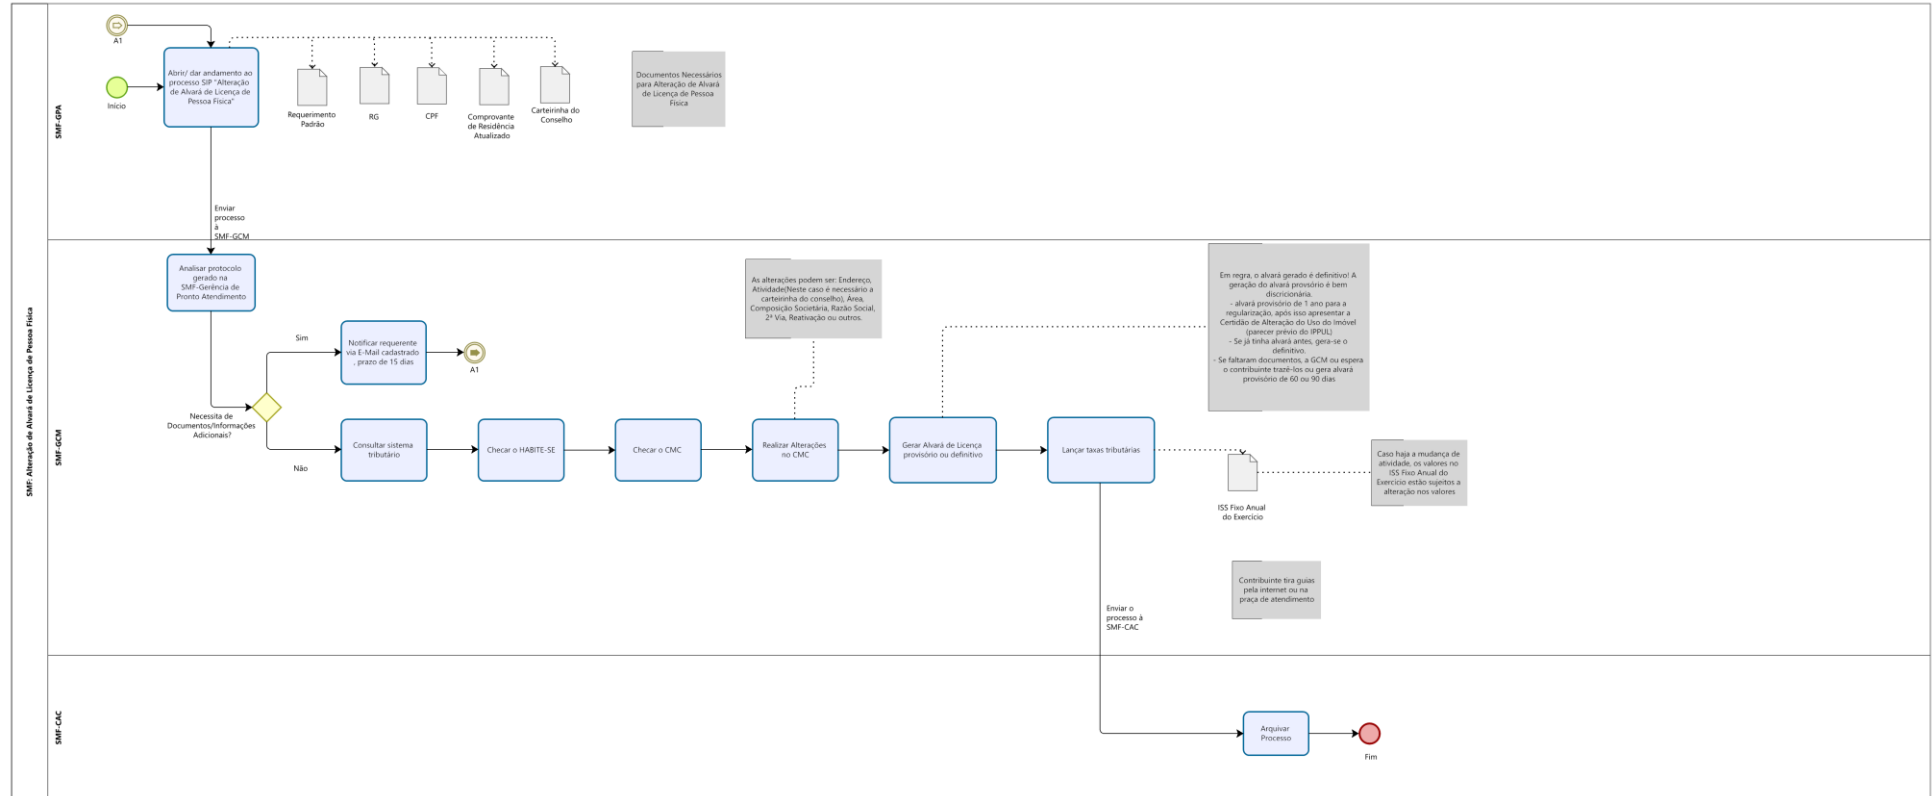 SMF: Alteração de Alvará de Licença de Pessoa Física
SMF-GPA
A1
Início
Abrir/ dar andamento ao
processo SIP "Alteração
de Alvará de Licença de
Pessoa Física"
Requerimento
Padrão
RG
CPF
Comprovante
de Residência
Atualizado
Carteirinha do
Conselho
Documentos Necessários
para Alteração de Alvará
de Licença de Pessoa
Física
Enviar
processo
à
SMF-GCM
SMF-GCM
Analisar protocolo
gerado na
SMF-Gerência de
Pronto Atendimento
Necessita de
Documentos/Informações
Adicionais?
Sim
Notificar requerente
via E-Mail cadastrado
, prazo de 15 dias
A1
Não
Consultar sistema
tributário
Checar o HABITE-SE
Checar o CMC
As alterações podem ser: Endereço,
Atividade(Neste caso é necessário a
carteirinha do conselho), Área,
Composição Societária, Razão Social,
2ª Via, Reativação ou outros.
Realizar Alterações
no CMC
Gerar Alvará de Licença
provisório ou definitivo
Em regra, o alvará gerado é definitivo! A
geração do alvará provsório é bem
discricionária.
- alvará provisório de 1 ano para a
regularização, após isso apresentar a
Certidão de Alteração do Uso do Imóvel
(parecer prévio do IPPUL)
- Se já tinha alvará antes, gera-se o
definitivo.
- Se faltaram documentos, a GCM ou espera
o contribuinte trazê-los ou gera alvará
provisório de 60 ou 90 dias
Lançar taxas tributárias
ISS Fixo Anual
do Exercício
Caso haja a mudança de
atividade, os valores no
ISS Fixo Anual do
Exercício estão sujeitos a
alteração nos valores
Contribuinte tira guias
pela internet ou na
praça de atendimento
Enviar o
processo à
SMF-CAC
SMF-CAC
Arquivar
Processo
Fim